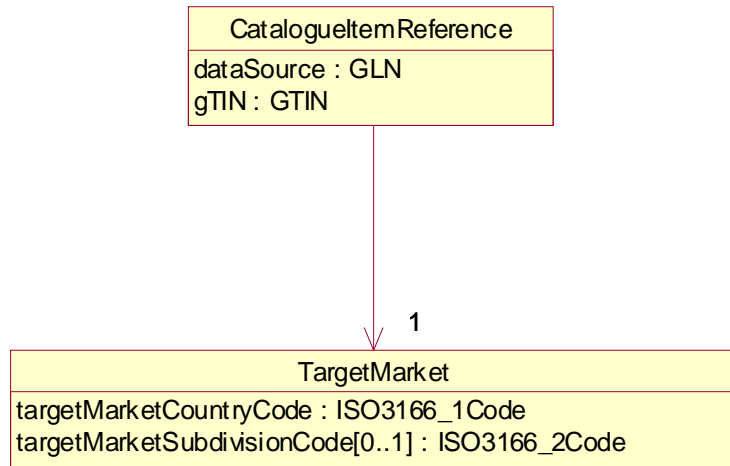 CatalogueItemReference
dataSource : GLN
gTIN : GTIN
1
TargetMarket
targetMarketCountryCode : ISO3166_1Code
targetMarketSubdivisionCode[0..1] : ISO3166_2Code